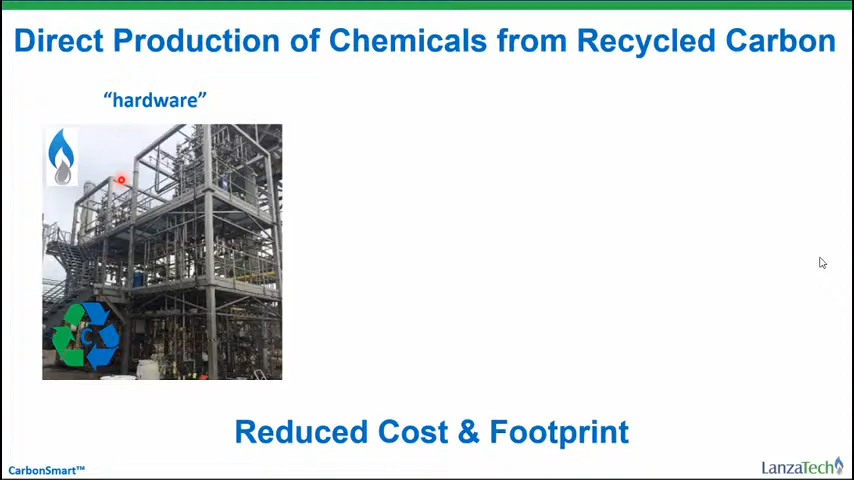 Direct Production of Chemicals from Recycled Carbon
“hardware”
C
Reduced Cost & Footprint
CarbonSmart™
LanzaTech